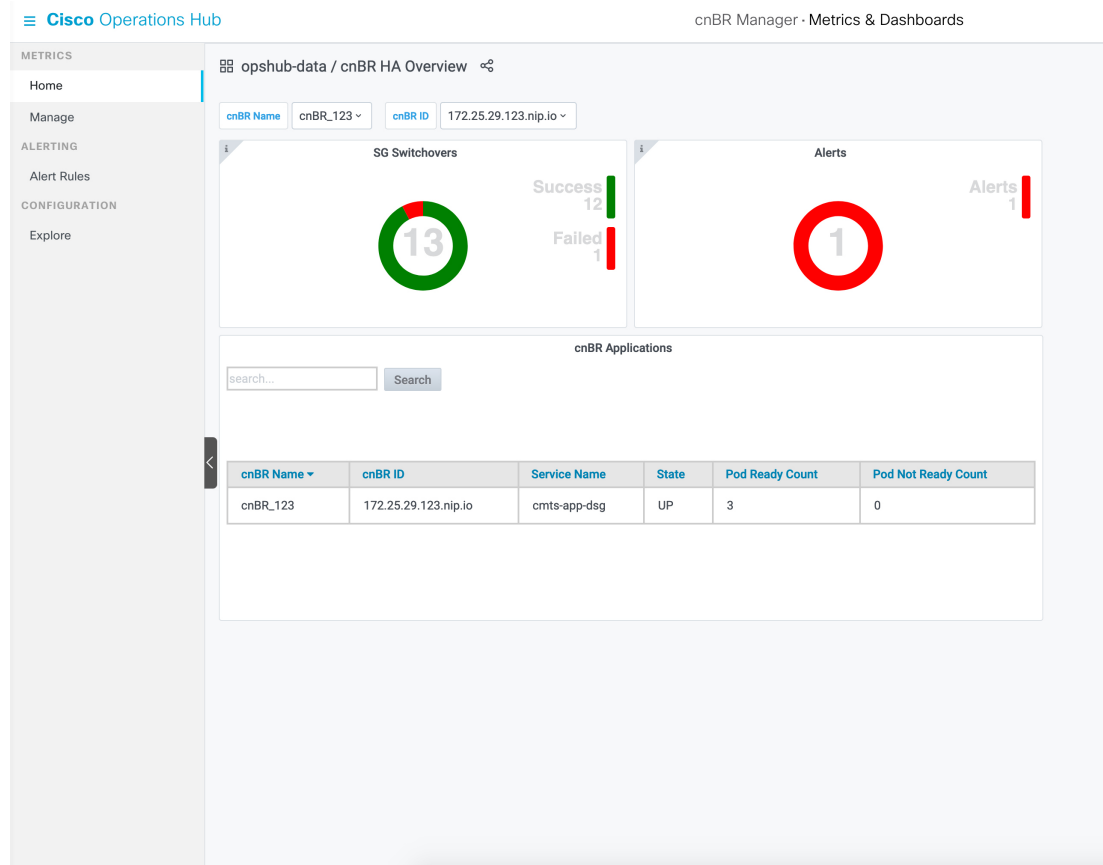 Cisco Operations Hub
cnBR Manager · Metrics & Dashboards
METRICS
Home
Manage
ALERTING
Alert Rules
CONFIGURATION
Explore
opshub-data / cnBR HA Overview
cnBR Name cnBR_123 cnBR ID 172.25.29.123.nip.io
i
SG Switchovers
13
Success
12
Failed
1
i
Alerts
1
Alerts
1
cnBR Applications
search... Search
cnBR Name cnBR ID Service Name State Pod Ready Count Pod Not Ready Count
cnBR_123 172.25.29.123.nip.io cmts-app-dsg UP 3 0